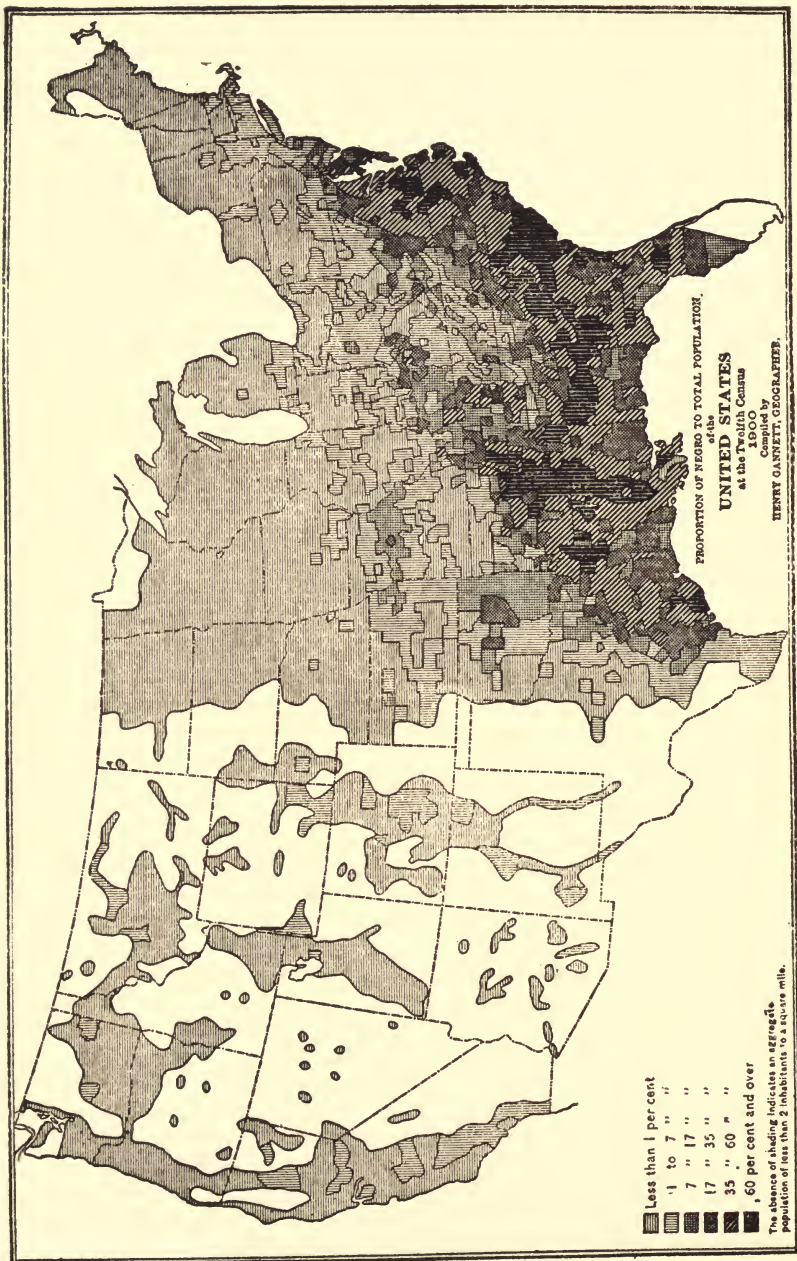 PROPORTION OF NEGRO TO TOTAL POPULATION,
of the
UNITED STATES
at the Twelfth Census
1900
Compiled by
HENRY GANNETT, GEOGRAPHER.
Less than 1 per cent
1 to 7 " "
7 " 17 " "
17 " 35 " "
35 " 60 " "
60 per cent and over
The absence of shading indicates an aggregate
population of less than 2 inhabitants to a square mile.